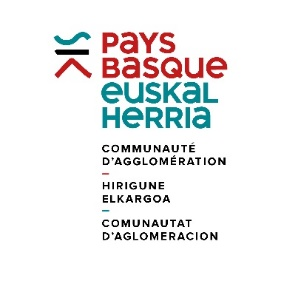 PAYS
BASQUE
EUSKAL
HERRIA
COMMUNAUTÉ
D'AGGLOMÉRATION
HIRIGUNE
ELKARGOA
COMUNAUTAT
D'AGLOMERACION